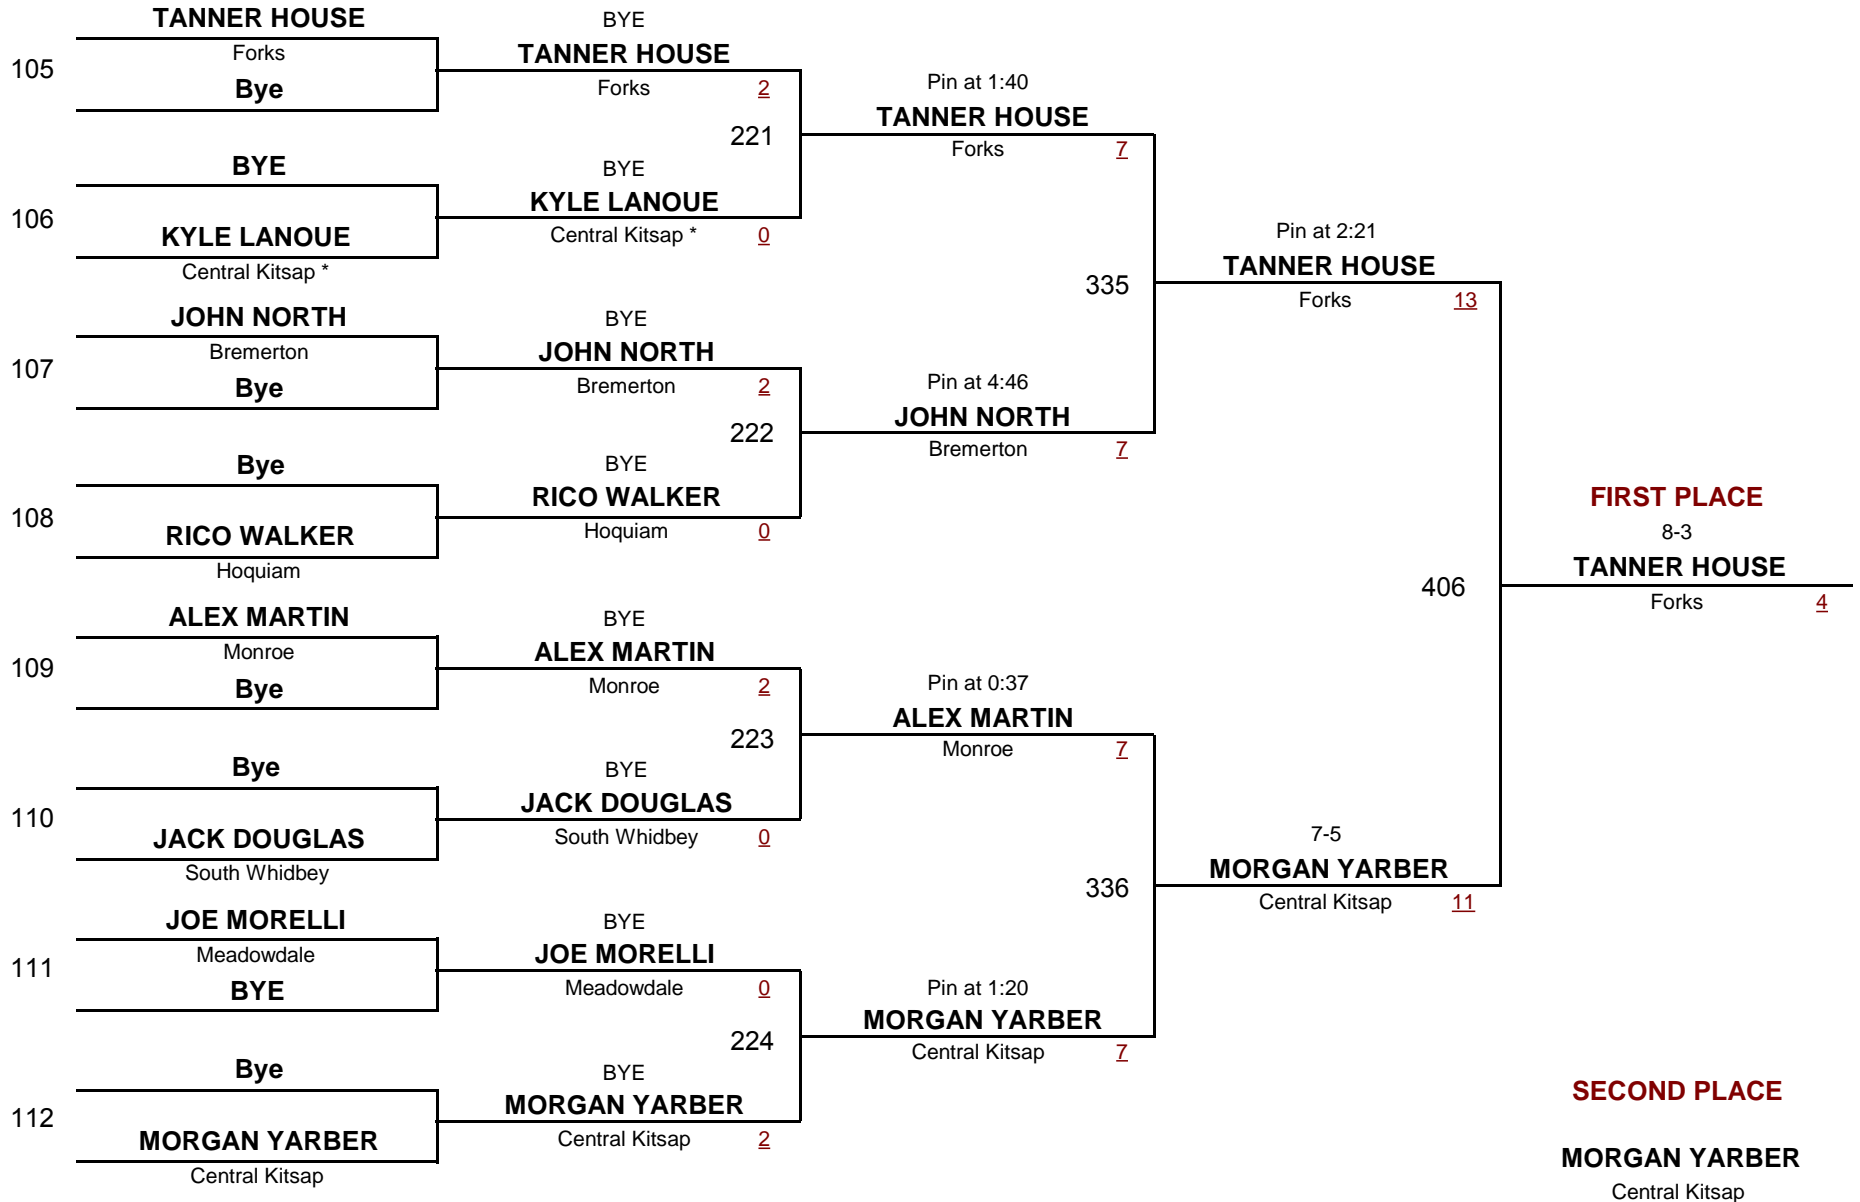 TANNER HOUSE
Forks
105
Bye
BYE
106
KYLE LANOUE
Central Kitsap *
JOHN NORTH
Bremerton
107
Bye
Bye
108
RICO WALKER
Hoquiam
ALEX MARTIN
Monroe
109
Bye
Bye
110
JACK DOUGLAS
South Whidbey
JOE MORELLI
Meadowdale
111
BYE
Bye
112
MORGAN YARBER
Central Kitsap
BYE
TANNER HOUSE
Forks 2
221
BYE
KYLE LANOUE
Central Kitsap * 0
BYE
JOHN NORTH
Bremerton 2
222
BYE
RICO WALKER
Hoquiam 0
BYE
ALEX MARTIN
Monroe 2
223
BYE
JACK DOUGLAS
South Whidbey 0
BYE
JOE MORELLI
Meadowdale 0
224
BYE
MORGAN YARBER
Central Kitsap 2
Pin at 1:40
TANNER HOUSE
Forks 7
335
Pin at 4:46
JOHN NORTH
Bremerton 7
Pin at 0:37
ALEX MARTIN
Monroe 7
336
Pin at 1:20
MORGAN YARBER
Central Kitsap 7
Pin at 2:21
TANNER HOUSE
Forks 13
406
7-5
MORGAN YARBER
Central Kitsap 11
FIRST PLACE
8-3
TANNER HOUSE
Forks 4
SECOND PLACE
MORGAN YARBER
Central Kitsap